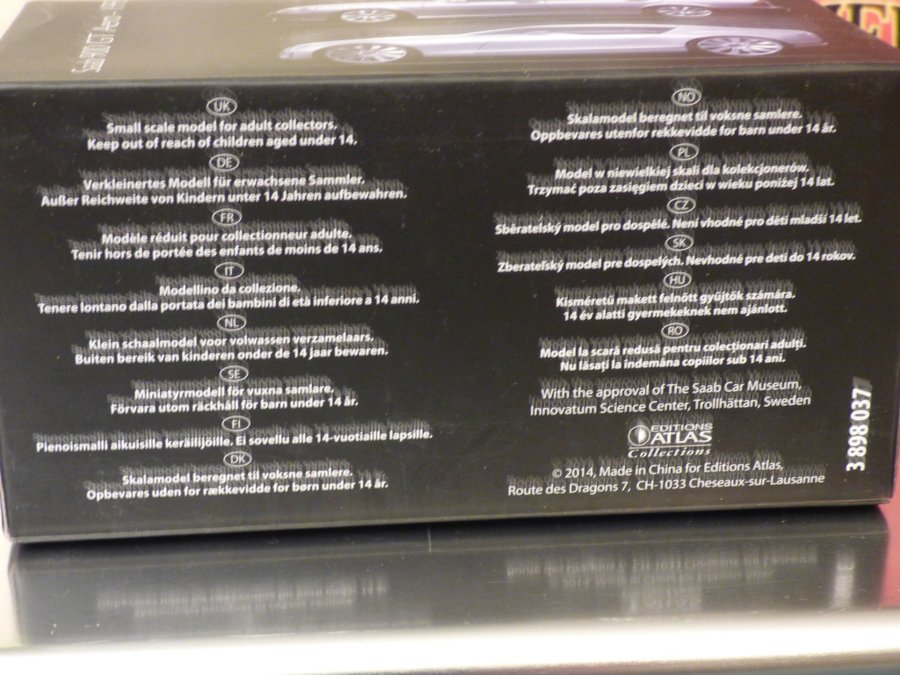 UK
Small scale model for adult collectors.
Keep out of reach of children aged under 14.
DE
Verkleinertes Modell für erwachsene Sammler.
Außer Reichweite von Kindern unter 14 Jahren aufbewahren.
FR
Modèle réduit pour collectionneur adulte.
Tenir hors de portée des enfants de moins de 14 ans.
IT
Modellino da collezione.
Tenere lontano dalla portata dei bambini di età inferiore a 14 anni.
NL
Klein schaalmodel voor volwassen verzamelaars.
Buiten bereik van kinderen onder de 14 jaar bewaren.
SE
Miniatyrmodell för vuxna samlare.
Förvara utom räckhåll för barn under 14 år.
FI
Pienoismalli aikuisille keräilijöille. Ei sovellu alle 14-vuotiaille lapsille.
DK
Skalamodel beregnet til voksne samlere.
Opbevares uden for rækkevidde for børn under 14 år.
NO
Skalamodel beregnet til voksne samlere.
Oppbevares utenfor rekkevidde for barn under 14 år.
PL
Model w niewielkiej skali dla kolekcjonerów.
Trzymać poza zasięgiem dzieci w wieku poniżej 14 lat.
CZ
Sběratelský model pro dospělé. Není vhodné pro děti mladší 14 let.
SK
Zberateľský model pre dospelých. Nevhodné pre deti do 14 rokov.
HU
Kisméretű makett felnőtt gyűjtők számára.
14 év alatti gyermekeknek nem ajánlott.
RO
Model la scară redusă pentru colecționari adulți.
Nu lăsați la îndemâna copiilor sub 14 ani.
With the approval of The Saab Car Museum,
Innovatum Science Center, Trollhättan, Sweden
EDITIONS
ATLAS
Collections
© 2014, Made in China for Editions Atlas,
Route des Dragons 7, CH-1033 Cheseaux-sur-Lausanne
3 898 037